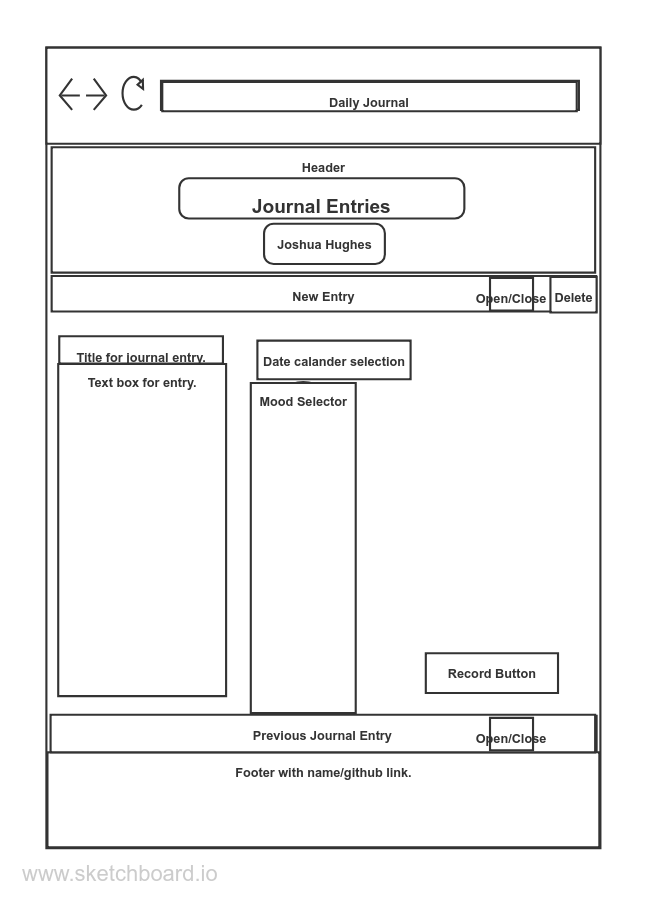 Daily Journal
Header
Journal Entries
Joshua Hughes
New Entry
Open/Close
Delete
Title for journal entry.
Date calander selection
Text box for entry.
Mood Selector
Record Button
Previous Journal Entry
Open/Close
Footer with name/github link.
www.sketchboard.io